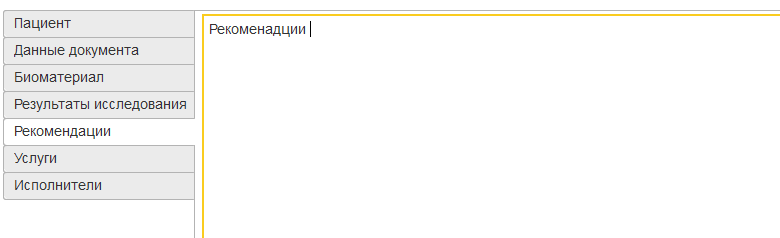 Пациент
Данные документа
Биоматериал
Результаты исследования
Рекомендации
Услуги
Исполнители
Рекоменадции